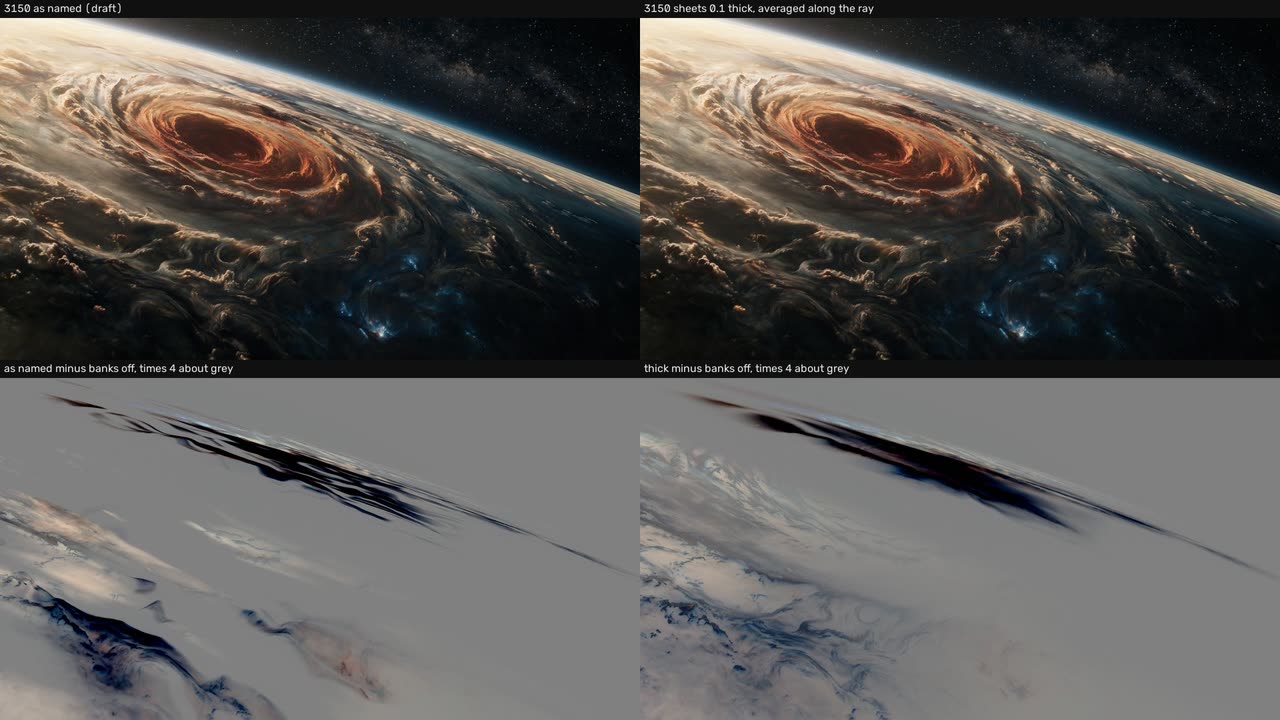 3150 as named (draft)
3150 sheets 0.1 thick, averaged along the ray
as named minus banks off, times 4 about grey
thick minus banks off, times 4 about grey